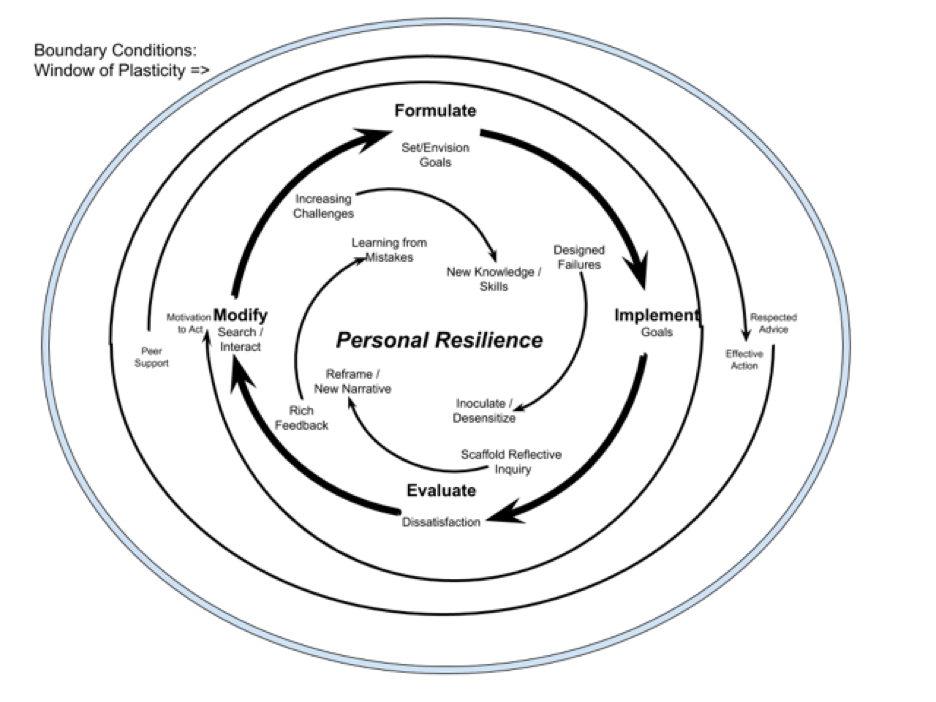 Boundary Conditions:
Window of Plasticity =>
Formulate
Set/Envision
Goals
Increasing
Challenges
Learning from
Mistakes
New Knowledge /
Skills
Designed
Failures
Motivation
to Act
Modify
Search /
Interact
Peer
Support
Personal Resilience
Implement
Goals
Respected
Advice
Effective
Action
Reframe /
New Narrative
Rich
Feedback
Inoculate /
Desensitize
Scaffold Reflective
Inquiry
Evaluate
Dissatisfaction